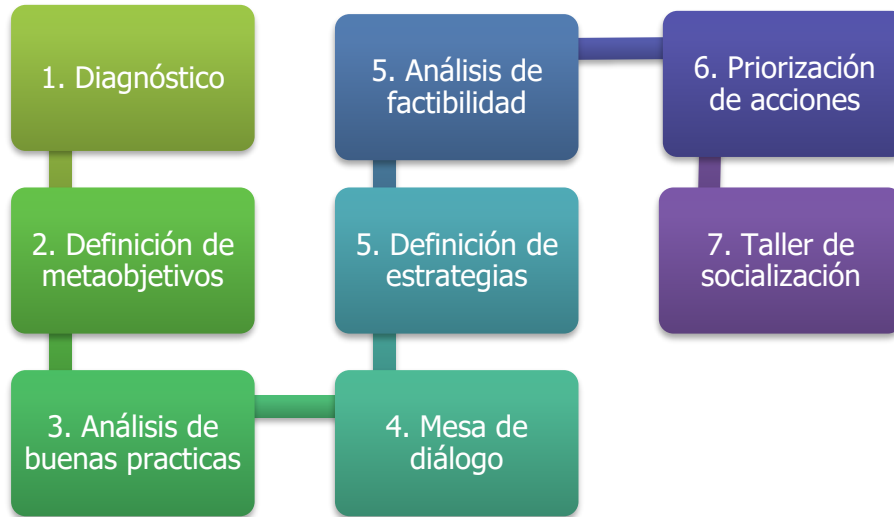 1. Diagnóstico
2. Definición de
metaobjetivos
3. Análisis de
buenas practicas
4. Mesa de
diálogo
5. Definición de
estrategias
5. Análisis de
factibilidad
6. Priorización
de acciones
7. Taller de
socialización